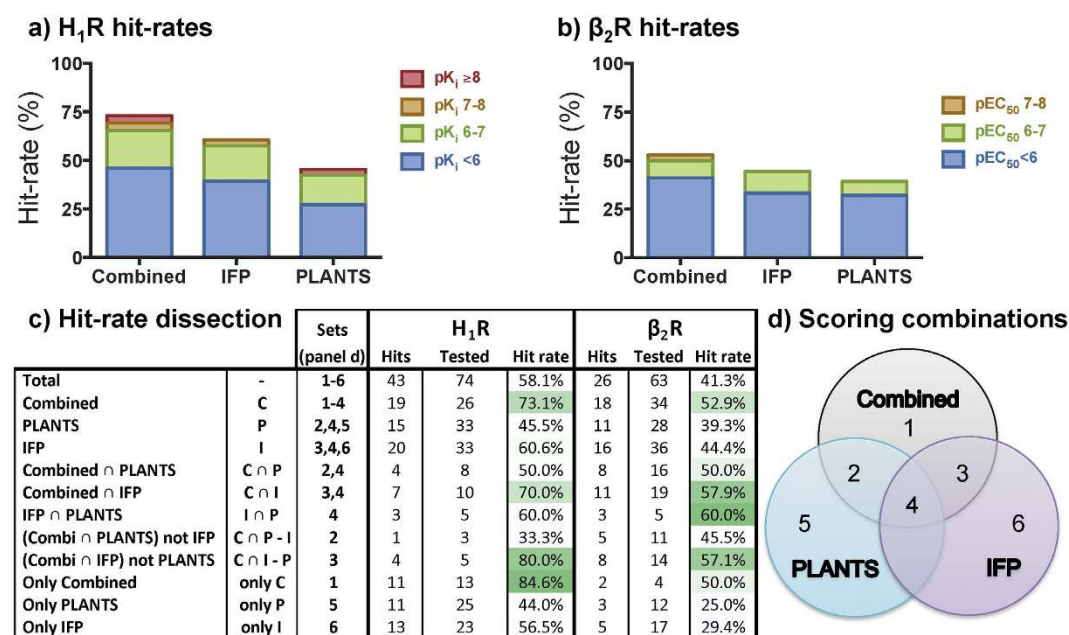 a) H₁R hit-rates
100
75
50
25
0
Hit-rate (%)
Combined IFP PLANTS
pKᵢ ≥8
pKᵢ 7-8
pKᵢ 6-7
pKᵢ <6
b) β₂R hit-rates
100
75
50
25
0
Hit-rate (%)
Combined IFP PLANTS
pEC₅₀ 7-8
pEC₅₀ 6-7
pEC₅₀<6
c) Hit-rate dissection
Sets H₁R β₂R
(panel d) Hits Tested Hit rate Hits Tested Hit rate
Total - 1-6 43 74 58.1% 26 63 41.3%
Combined C 1-4 19 26 73.1% 18 34 52.9%
PLANTS P 2,4,5 15 33 45.5% 11 28 39.3%
IFP I 3,4,6 20 33 60.6% 16 36 44.4%
Combined ∩ PLANTS C ∩ P 2,4 4 8 50.0% 8 16 50.0%
Combined ∩ IFP C ∩ I 3,4 7 10 70.0% 11 19 57.9%
IFP ∩ PLANTS I ∩ P 4 3 5 60.0% 3 5 60.0%
(Combi ∩ PLANTS) not IFP C ∩ P - I 2 1 3 33.3% 5 11 45.5%
(Combi ∩ IFP) not PLANTS C ∩ I - P 3 4 5 80.0% 8 14 57.1%
Only Combined only C 1 11 13 84.6% 2 4 50.0%
Only PLANTS only P 5 11 25 44.0% 3 12 25.0%
Only IFP only I 6 13 23 56.5% 5 17 29.4%
d) Scoring combinations
Combined
1
2
3
4
5
6
PLANTS
IFP